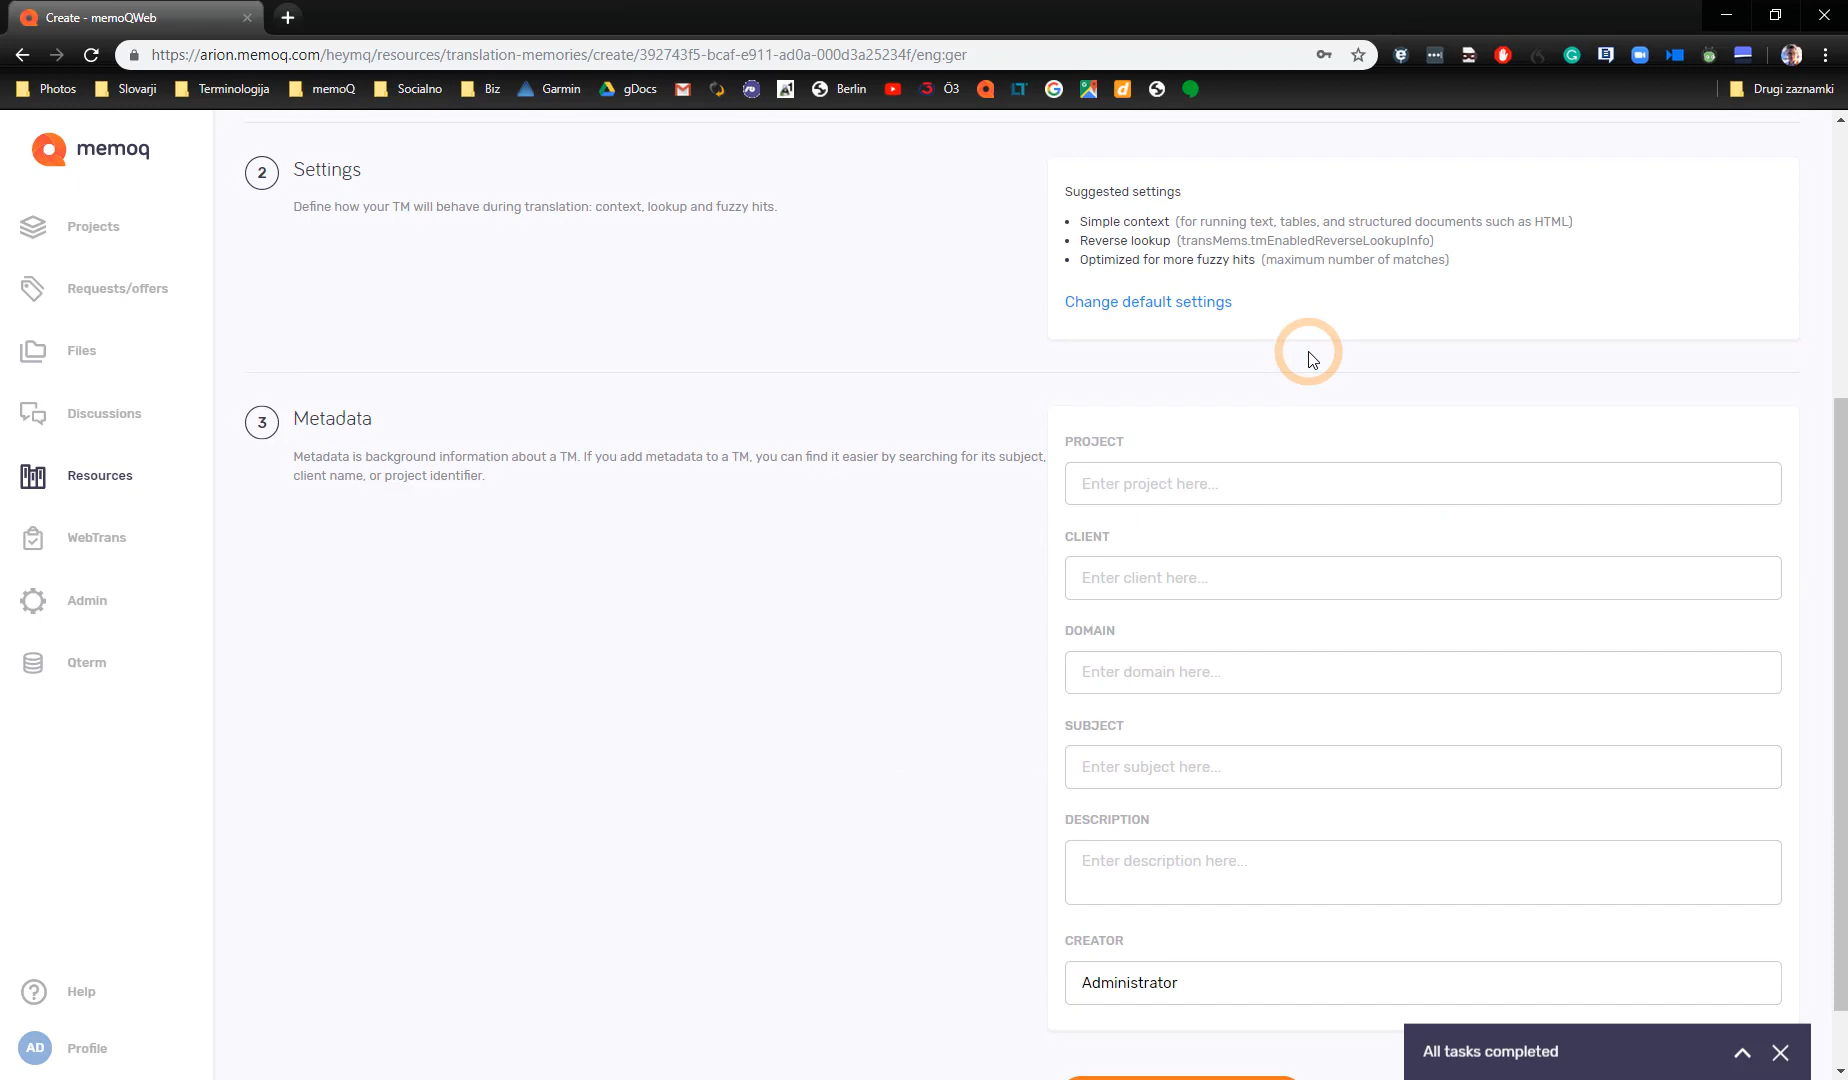 Create - memoQWeb
https://arion.memoq.com/heymq/resources/translation-memories/create/392743f5-bcaf-e911-ad0a-000d3a25234f/eng:ger
Photos Slovarji Terminologija memoQ Socialno Biz Garmin gDocs Berlin Ö3 Drugi zaznamki
memoq
Projects
Requests/offers
Files
Discussions
Resources
WebTrans
Admin
Qterm
Help
AD Profile
2 Settings
Define how your TM will behave during translation: context, lookup and fuzzy hits.
Suggested settings
• Simple context (for running text, tables, and structured documents such as HTML)
• Reverse lookup (transMems.tmEnabledReverseLookupInfo)
• Optimized for more fuzzy hits (maximum number of matches)
Change default settings
3 Metadata
Metadata is background information about a TM. If you add metadata to a TM, you can find it easier by searching for its subject,
client name, or project identifier.
PROJECT
Enter project here...
CLIENT
Enter client here...
DOMAIN
Enter domain here...
SUBJECT
Enter subject here...
DESCRIPTION
Enter description here...
CREATOR
Administrator
All tasks completed